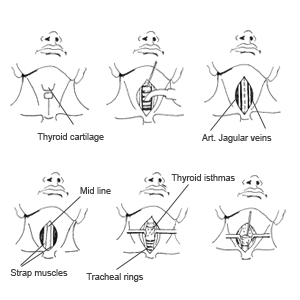 Thyroid cartilage
Art. Jagular veins
Mid line
Thyroid isthmas
Strap muscles
Tracheal rings